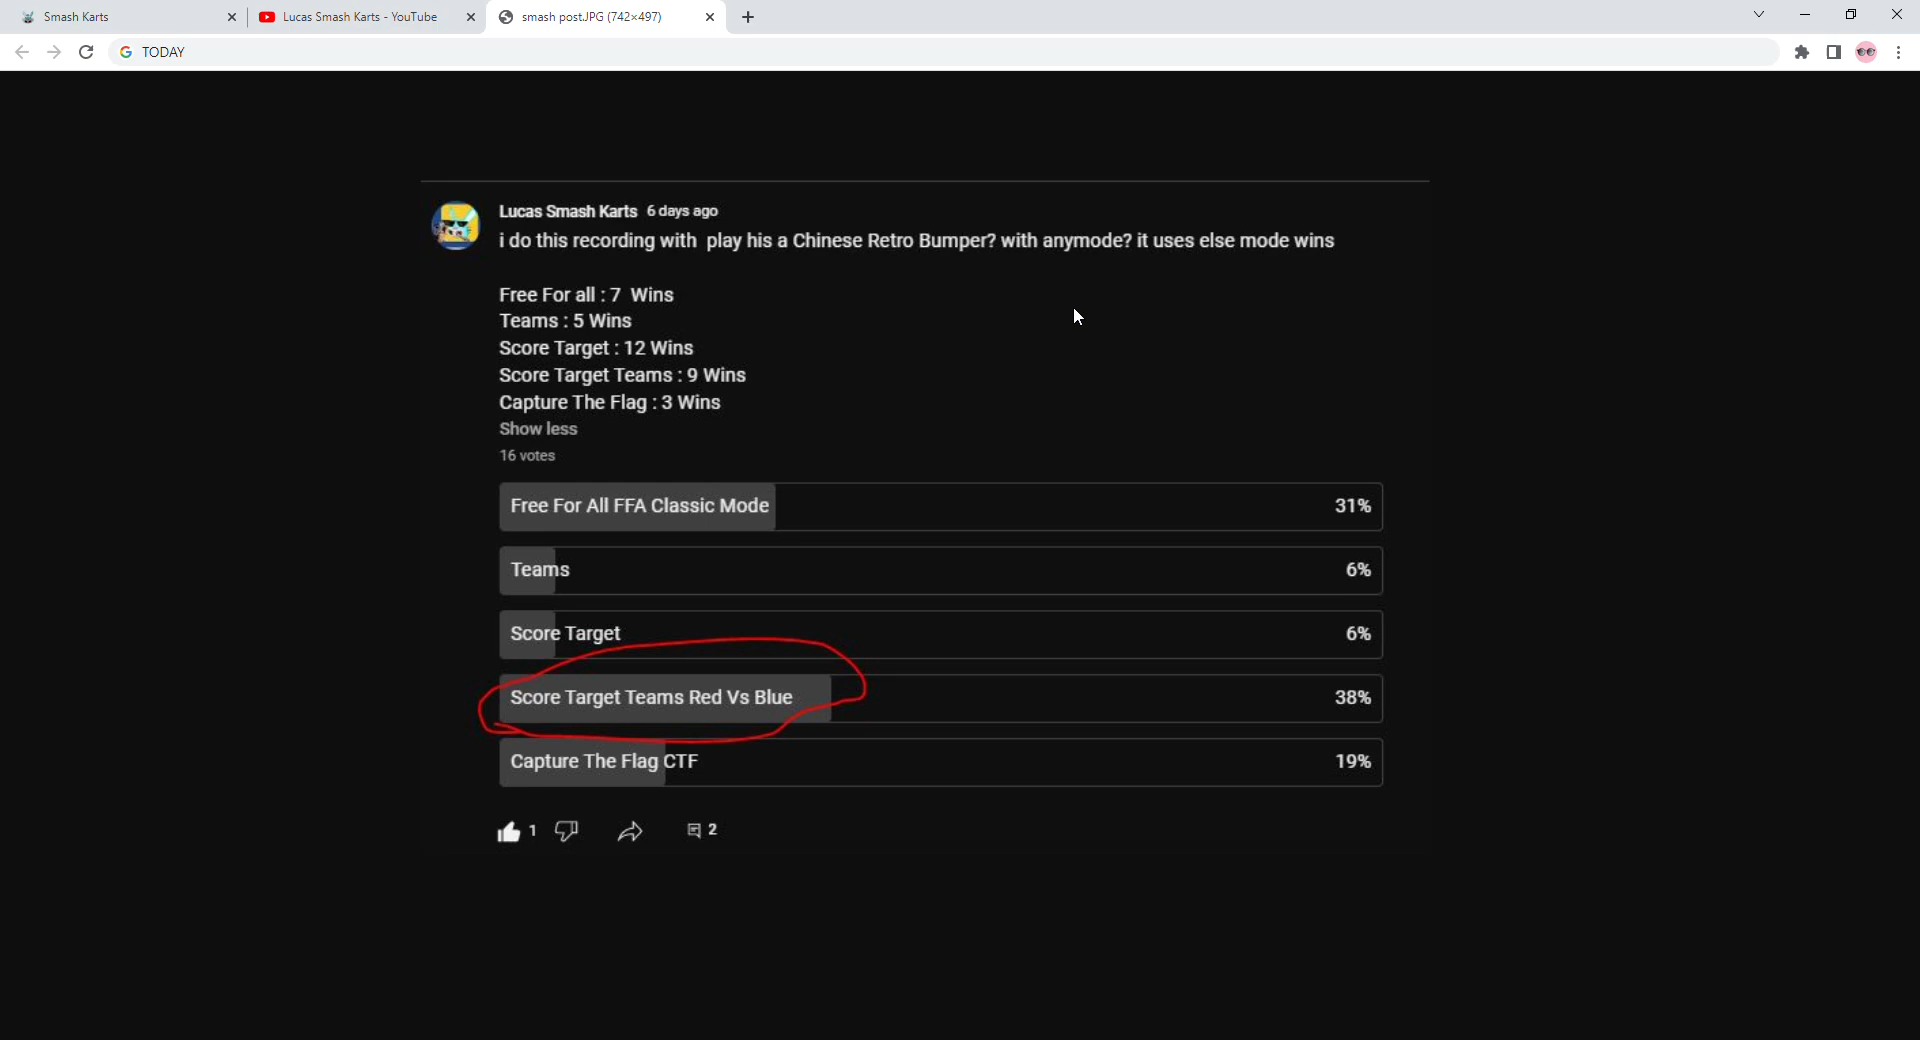 Smash Karts
Lucas Smash Karts - YouTube
smash post.JPG (742×497)
TODAY
Lucas Smash Karts 6 days ago
i do this recording with play his a Chinese Retro Bumper? with anymode? it uses else mode wins
Free For all : 7 Wins
Teams : 5 Wins
Score Target : 12 Wins
Score Target Teams : 9 Wins
Capture The Flag : 3 Wins
Show less
16 votes
Free For All FFA Classic Mode 31%
Teams 6%
Score Target 6%
Score Target Teams Red Vs Blue 38%
Capture The Flag CTF 19%
1 2